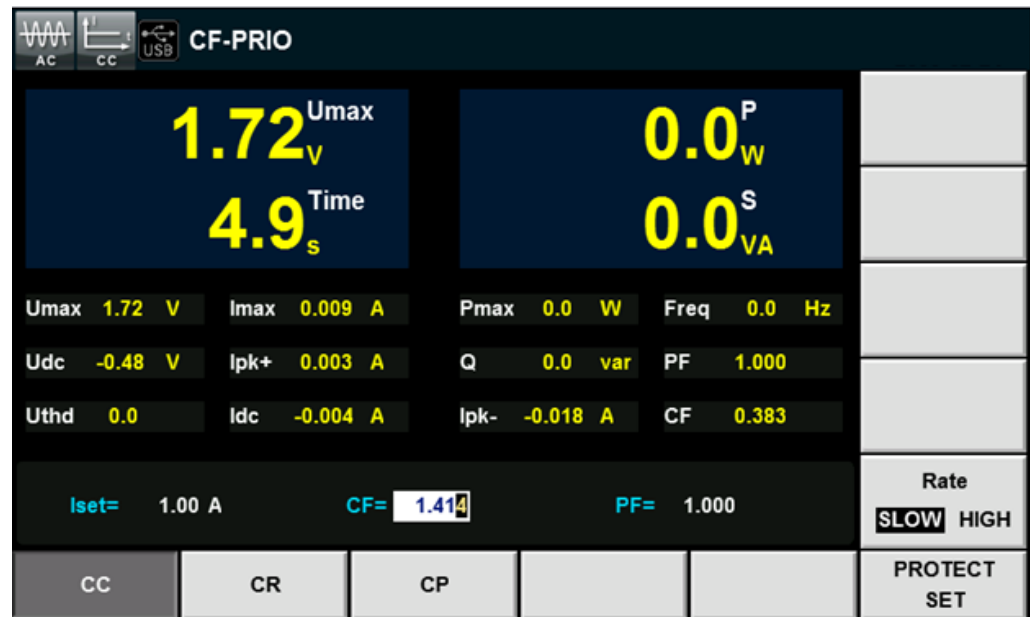 AC CC USB CF-PRIO
I t
1.72 V Umax 0.0 W P
4.9 s Time 0.0 VA S
Umax 1.72 V Imax 0.009 A Pmax 0.0 W Freq 0.0 Hz
Udc -0.48 V Ipk+ 0.003 A Q 0.0 var PF 1.000
Uthd 0.0 Idc -0.004 A Ipk- -0.018 A CF 0.383
Iset= 1.00 A CF= 1.414 PF= 1.000
Rate
SLOW HIGH
CC CR CP
PROTECT
SET